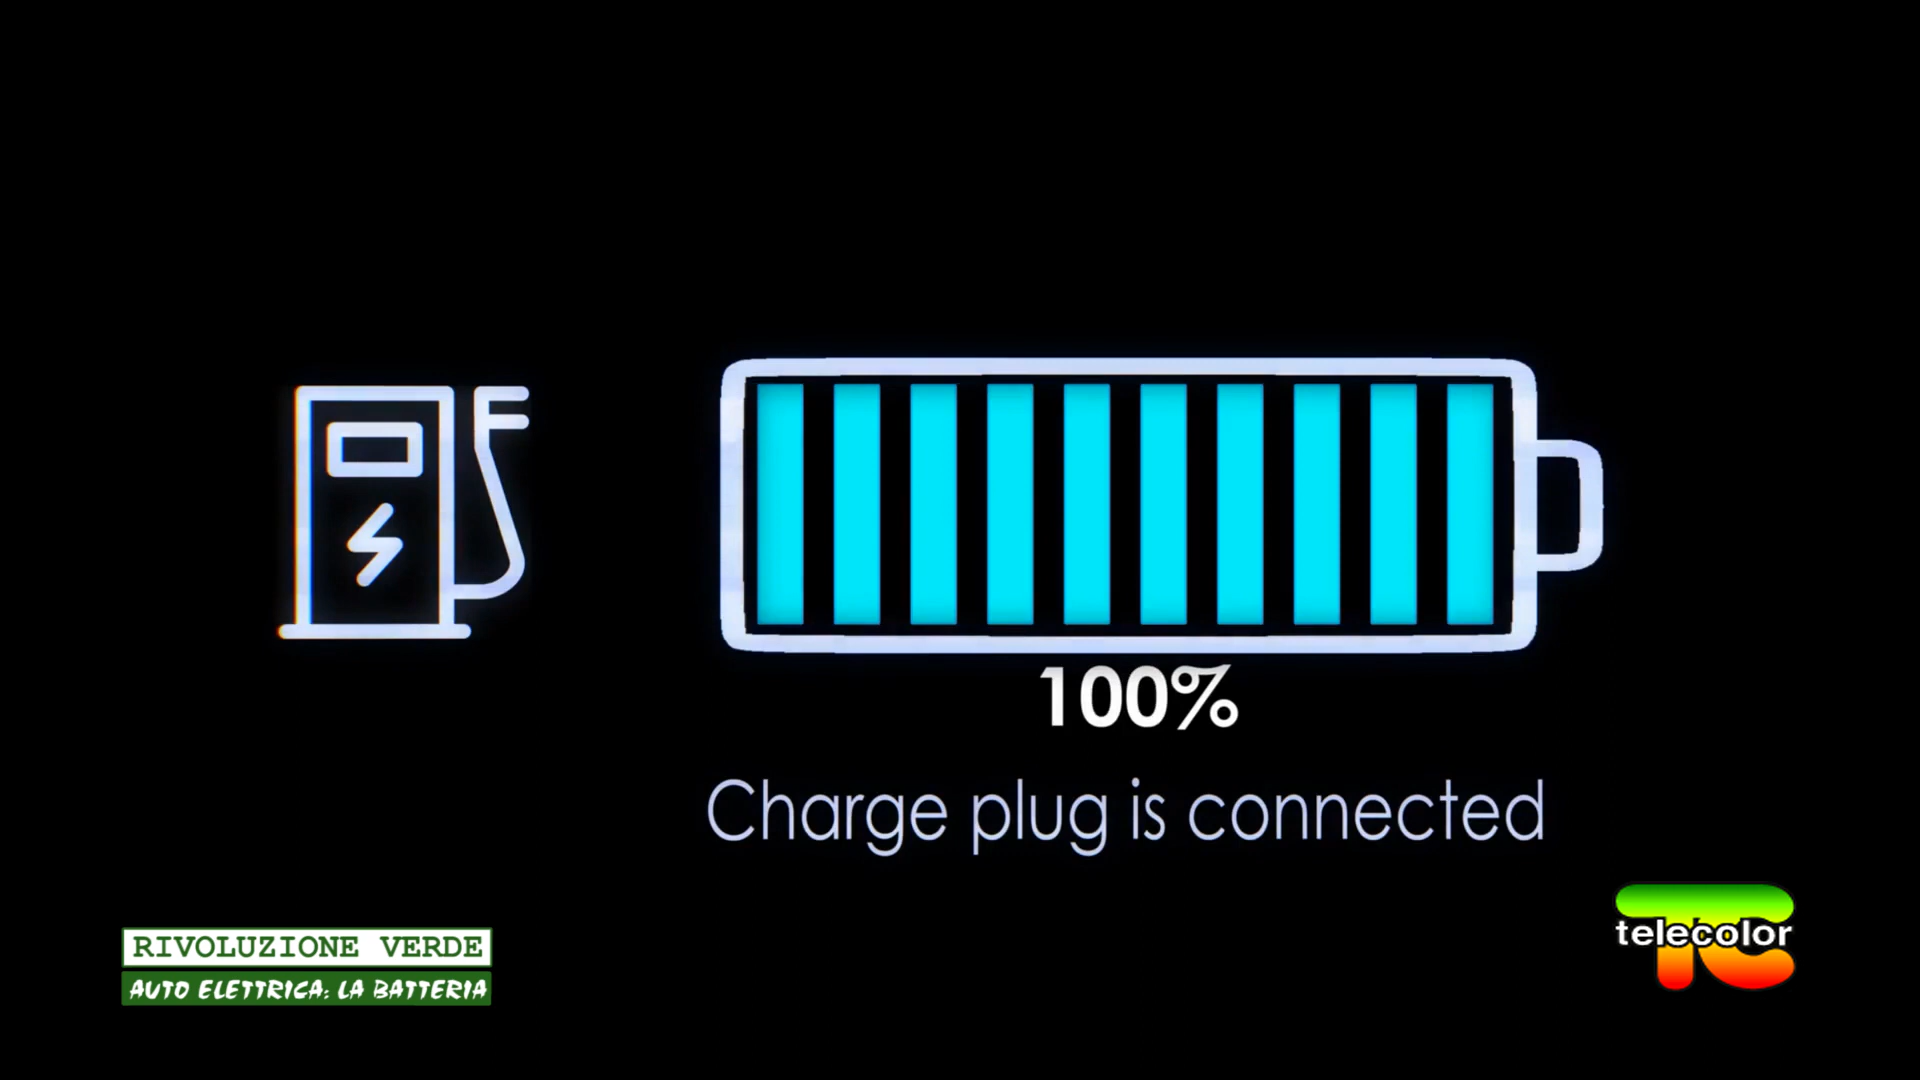 100%
Charge plug is connected
RIVOLUZIONE VERDE
AUTO ELETTRICA: LA BATTERIA
telecolor